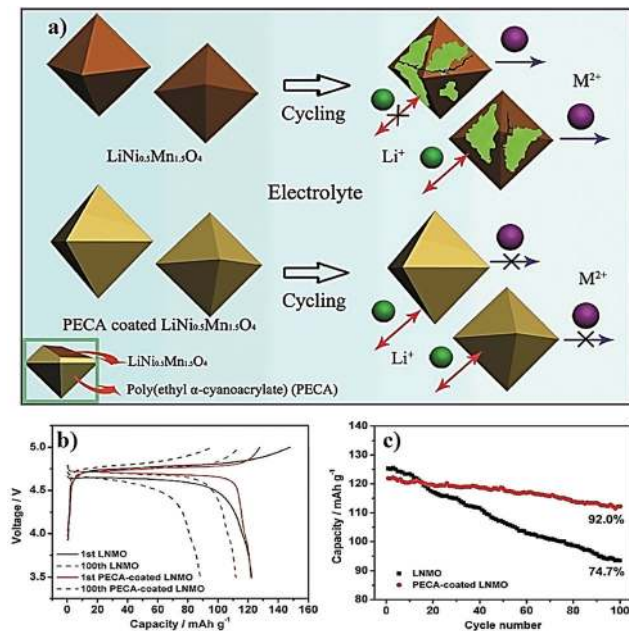 a)
M²⁺
Cycling
LiNi₀.₅Mn₁.₅O₄
Li⁺
Electrolyte
M²⁺
Cycling
PECA coated LiNi₀.₅Mn₁.₅O₄
Li⁺
LiNi₀.₅Mn₁.₅O₄
Poly(ethyl α-cyanoacrylate) (PECA)
b)
5.0
4.5
4.0
3.5
Voltage / V
1st LNMO
100th LNMO
1st PECA-coated LNMO
100th PECA-coated LNMO
0 20 40 60 80 100 120 140 160
Capacity / mAh g⁻¹
c)
140
130
120
110
100
90
80
Capacity / mAh g⁻¹
92.0%
74.7%
LNMO
PECA-coated LNMO
0 20 40 60 80 100
Cycle number